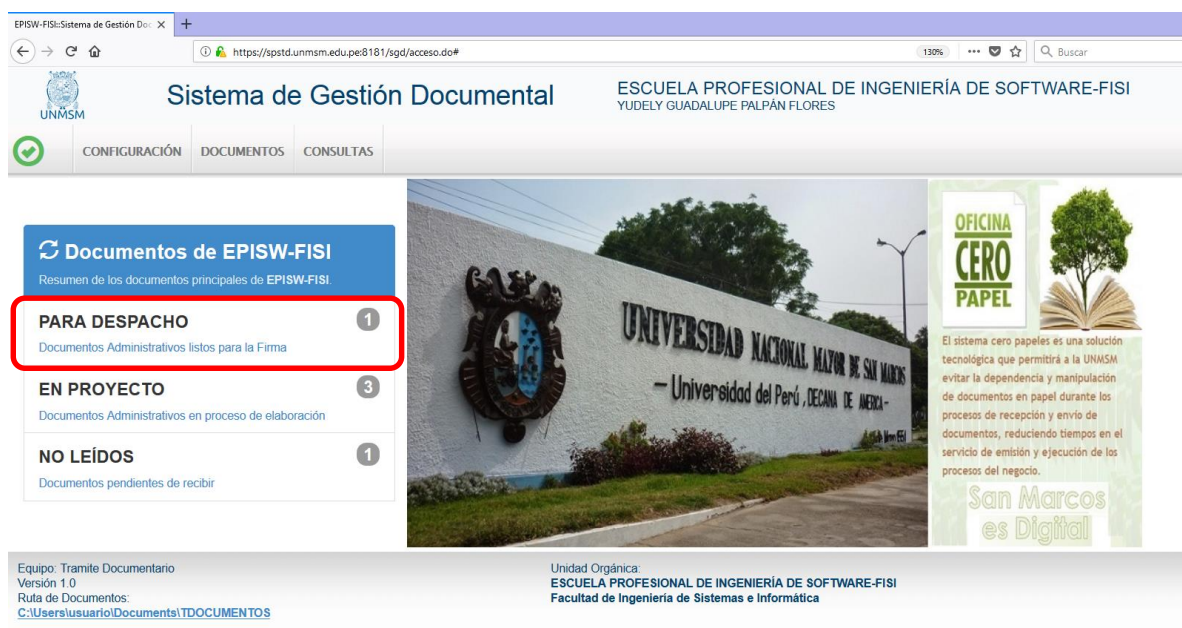 EPISW-FISI::Sistema de Gestión Doc
https://spstd.unmsm.edu.pe:8181/sgd/acceso.do#
130%
Buscar
UNMSM
Sistema de Gestión Documental
ESCUELA PROFESIONAL DE INGENIERÍA DE SOFTWARE-FISI
YUDELY GUADALUPE PALPÁN FLORES
CONFIGURACIÓN DOCUMENTOS CONSULTAS
Documentos de EPISW-FISI
Resumen de los documentos principales de EPISW-FISI.
PARA DESPACHO 1
Documentos Administrativos listos para la Firma
EN PROYECTO 3
Documentos Administrativos en proceso de elaboración
NO LEÍDOS 1
Documentos pendientes de recibir
UNIVERSIDAD NACIONAL MAYOR DE SAN MARCOS
- Universidad del Perú, DECANA DE AMERICA -
OFICINA
CERO
PAPEL
El sistema cero papeles es una solución
tecnológica que permitirá a la UNMSM
evitar la dependencia y manipulación
de documentos en papel durante los
procesos de recepción y envio de
documentos, reduciendo tiempos en el
servicio de emisión y ejecución de los
procesos del negocio.
San Marcos
es Digital
Equipo: Tramite Documentario
Versión 1.0
Ruta de Documentos:
C:\Users\usuario\Documents\TDOCUMENTOS
Unidad Orgánica:
ESCUELA PROFESIONAL DE INGENIERÍA DE SOFTWARE-FISI
Facultad de Ingeniería de Sistemas e Informática